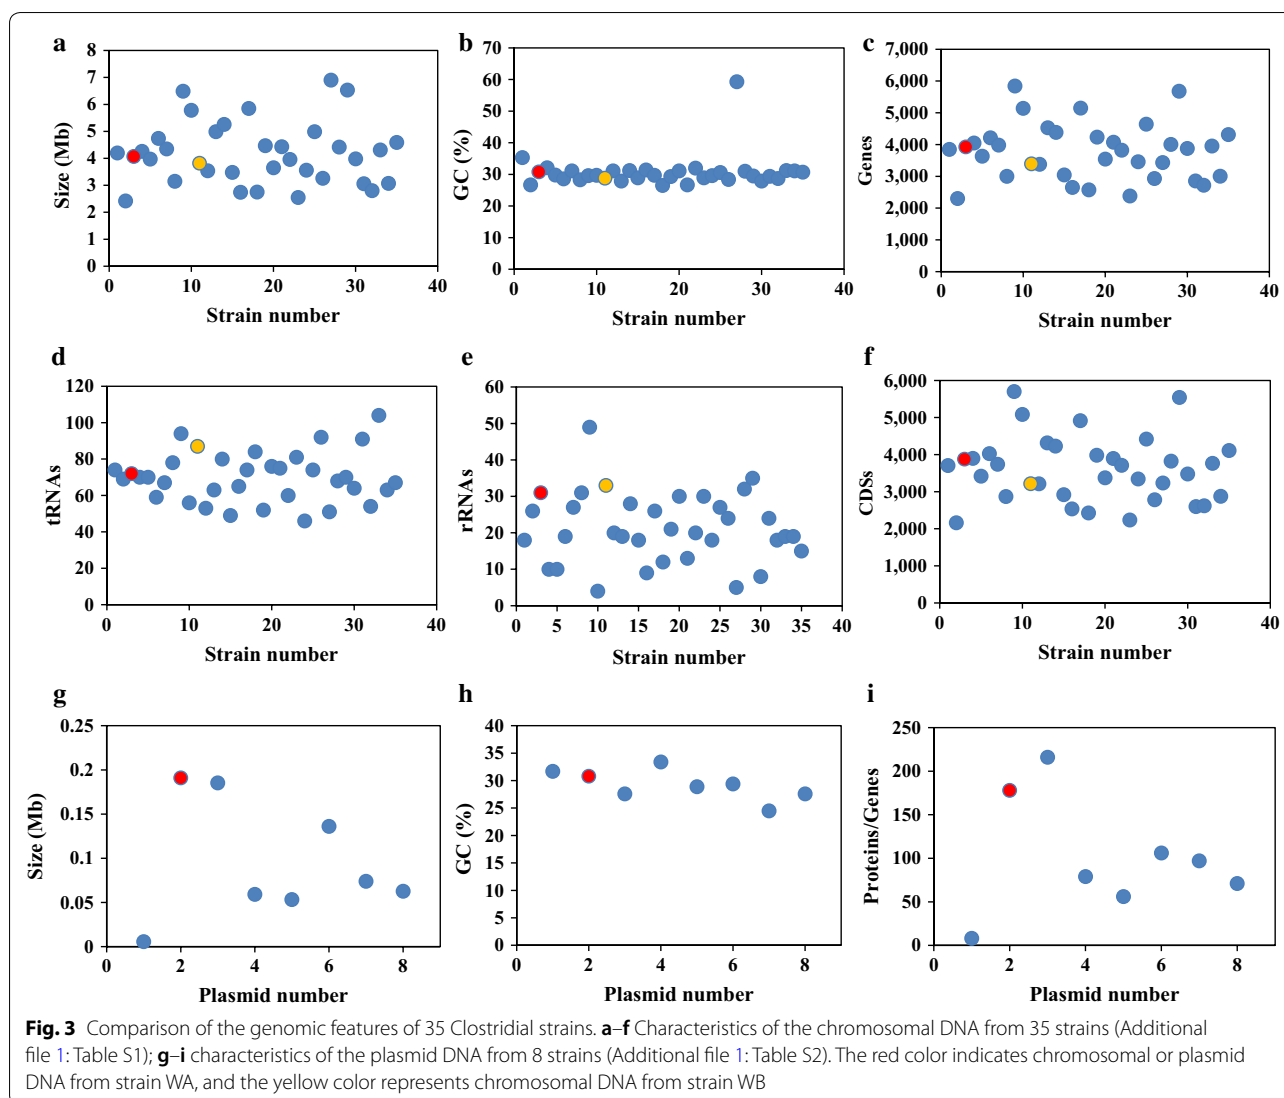 a
8
7
6
5
4
3
2
1
0
0 10 20 30 40
Size (Mb)
Strain number
b
70
60
50
40
30
20
10
0
0 10 20 30 40
GC (%)
Strain number
c
7,000
6,000
5,000
4,000
3,000
2,000
1,000
0
0 10 20 30 40
Genes
Strain number
d
120
100
80
60
40
20
0
0 10 20 30 40
tRNAs
Strain number
e
60
50
40
30
20
10
0
0 5 10 15 20 25 30 35 40
rRNAs
Strain number
f
6,000
5,000
4,000
3,000
2,000
1,000
0
0 10 20 30 40
CDSs
Strain number
g
0.25
0.2
0.15
0.1
0.05
0
0 2 4 6 8
Size (Mb)
Plasmid number
h
40
35
30
25
20
15
10
5
0
0 2 4 6 8
GC (%)
Plasmid number
i
250
200
150
100
50
0
0 2 4 6 8
Proteins/Genes
Plasmid number
Fig. 3 Comparison of the genomic features of 35 Clostridial strains. a–f Characteristics of the chromosomal DNA from 35 strains (Additional
file 1: Table S1); g–i characteristics of the plasmid DNA from 8 strains (Additional file 1: Table S2). The red color indicates chromosomal or plasmid
DNA from strain WA, and the yellow color represents chromosomal DNA from strain WB